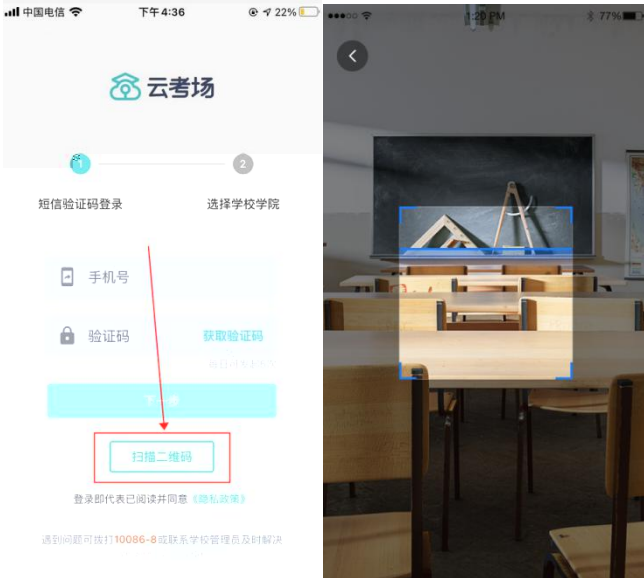 中国电信 下午4:36 22%
云考场
1 2
短信验证码登录 选择学校学院
手机号
验证码 获取验证码
扫描二维码
登录即代表已阅读并同意《隐私政策》
遇到问题可拨打10086-8或联系学校管理员及时解决
1:20 PM 77%